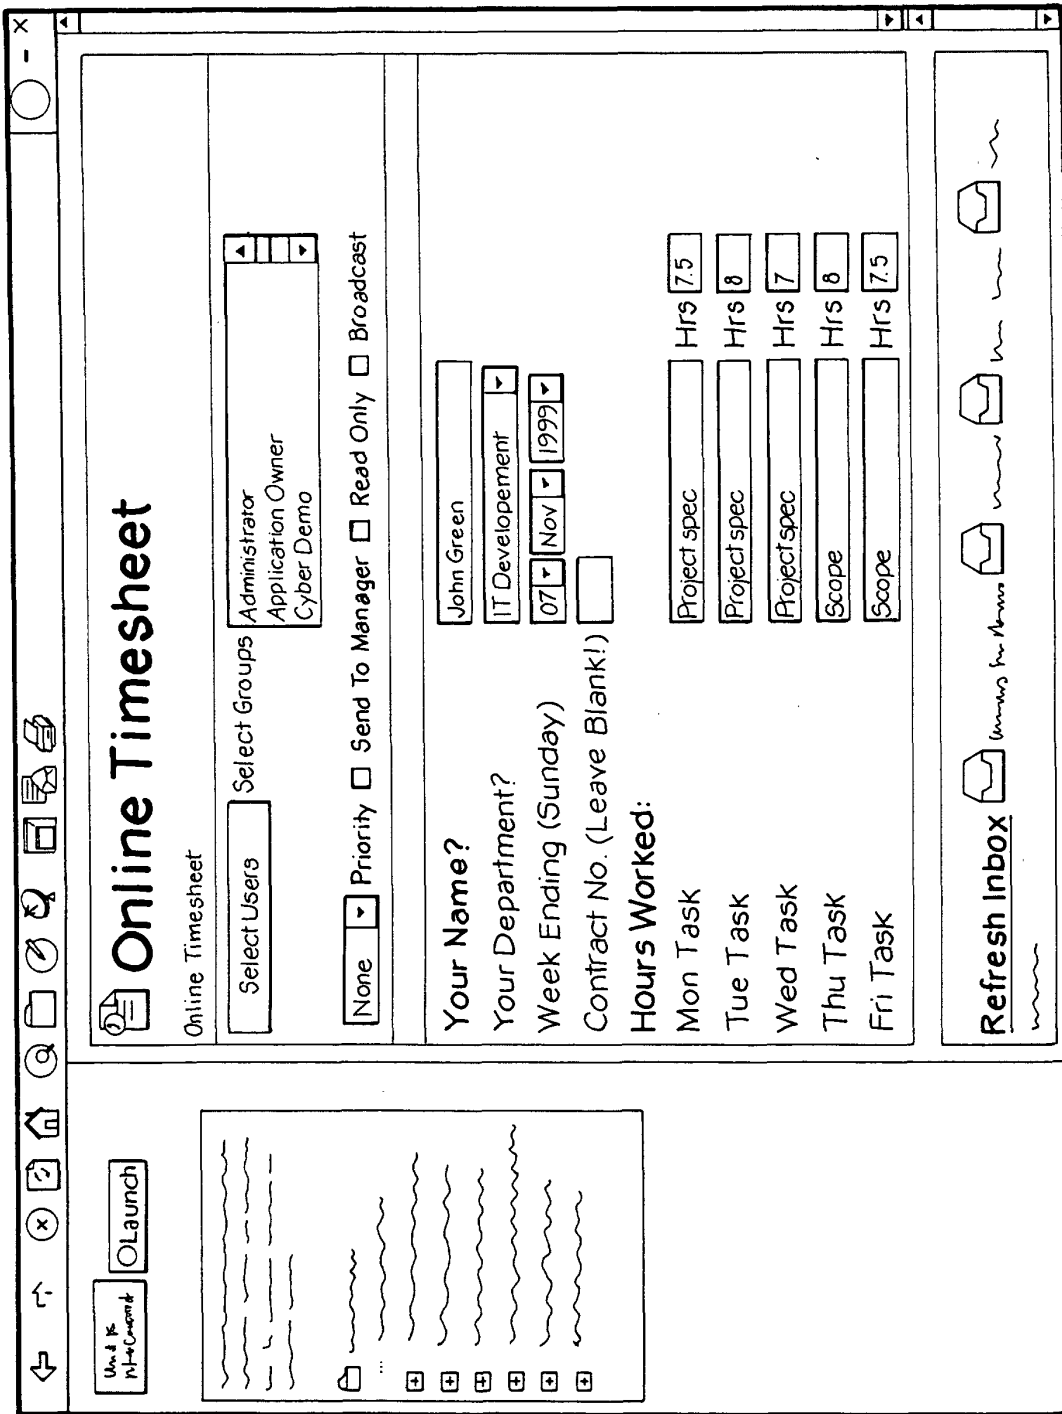 Launch
Online Timesheet
Online Timesheet
Select Users Select Groups Administrator
Application Owner
Cyber Demo
None Priority Send To Manager Read Only Broadcast
Your Name? John Green
Your Department? IT Developement
Week Ending (Sunday) 07 Nov 1999
Contract No. (Leave Blank!)
Hours Worked:
Mon Task Project spec Hrs 7.5
Tue Task Project spec Hrs 8
Wed Task Project spec Hrs 7
Thu Task Scope Hrs 8
Fri Task Scope Hrs 7.5
Refresh Inbox